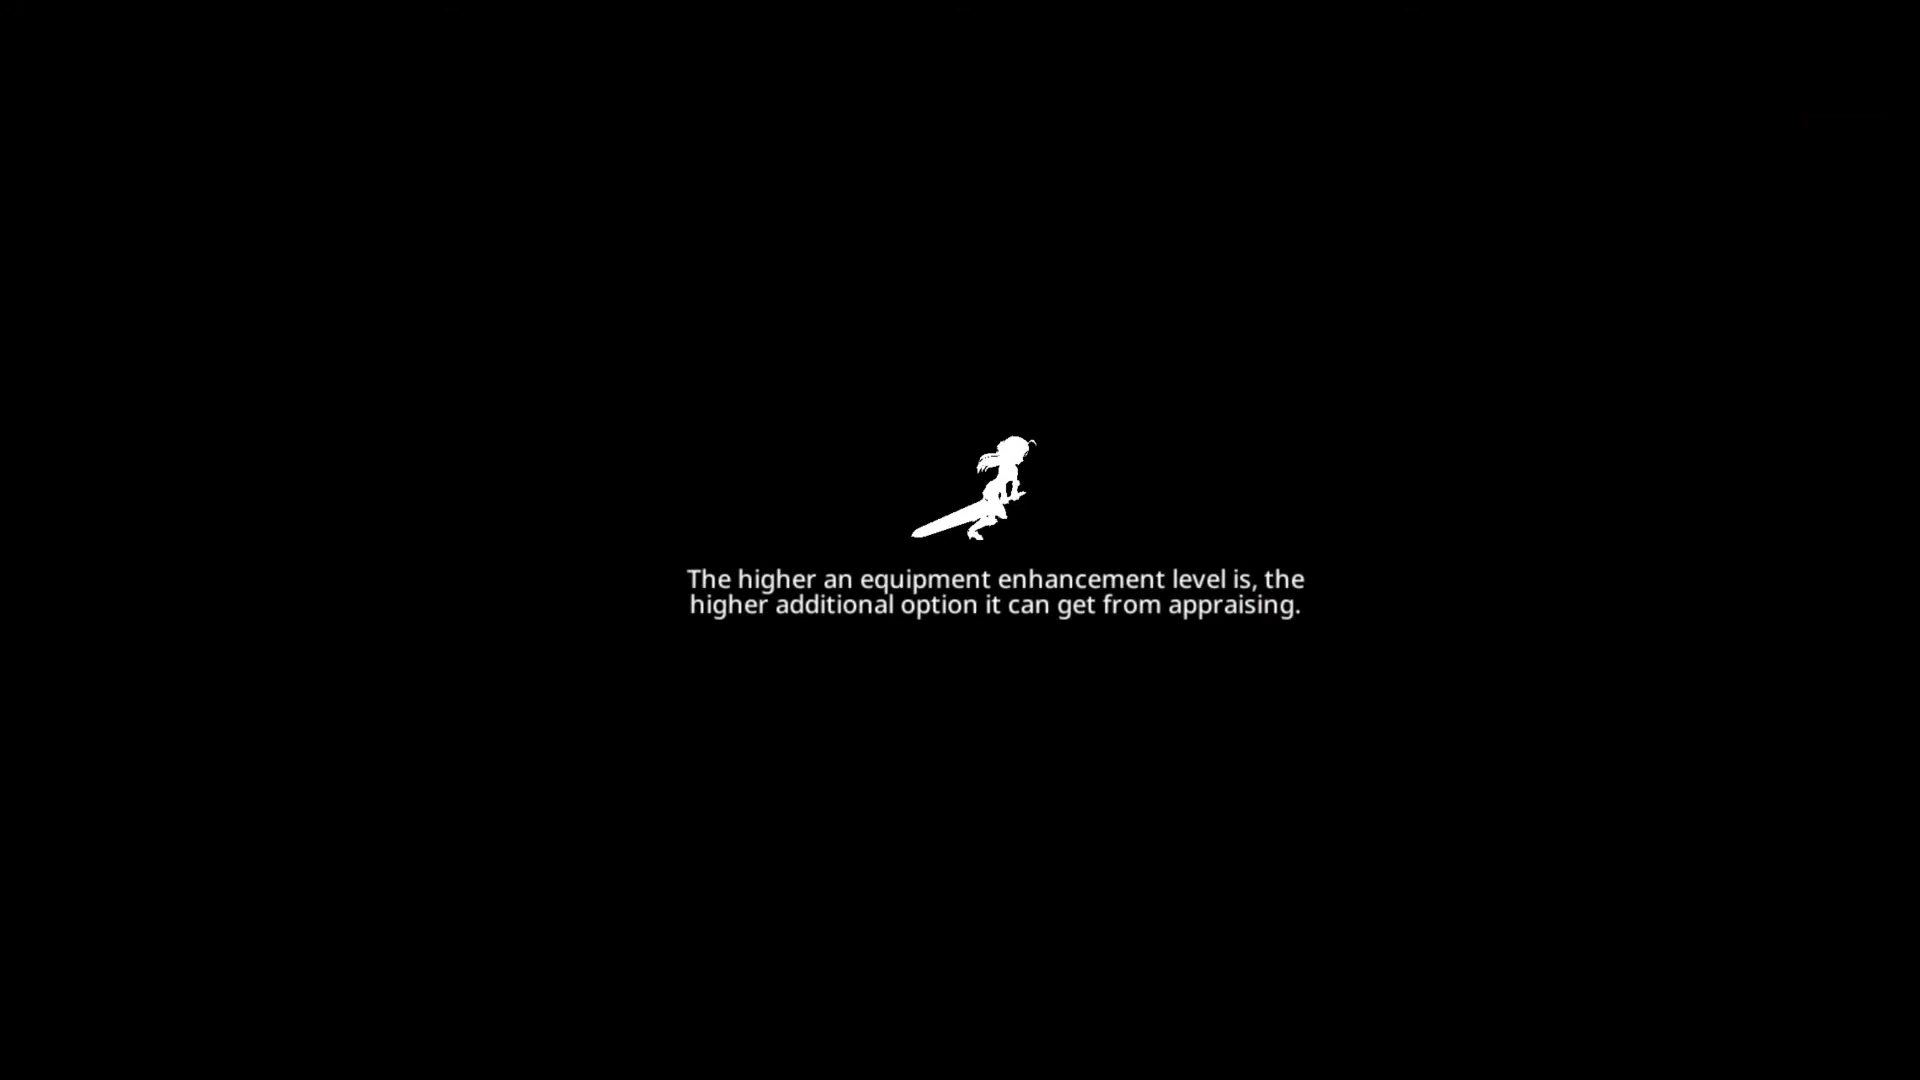 The higher an equipment enhancement level is, the
higher additional option it can get from appraising.